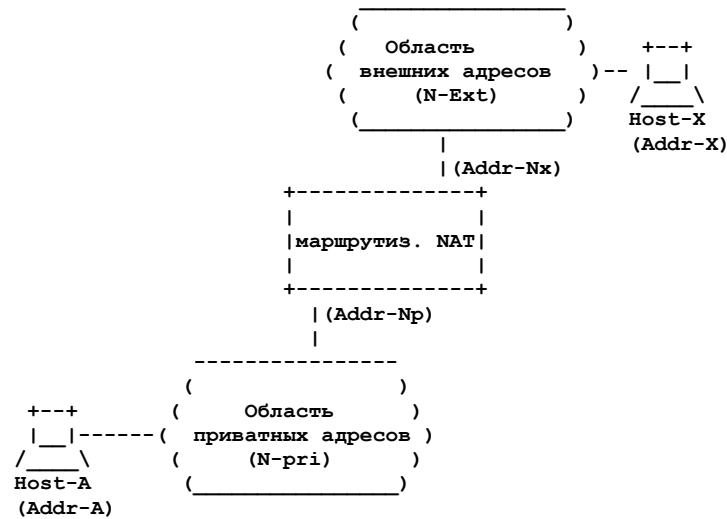 Область
внешних адресов
(N-Ext)
Host-X
(Addr-X)
(Addr-Nx)
маршрутиз. NAT
(Addr-Np)
Область
приватных адресов
(N-pri)
Host-A
(Addr-A)